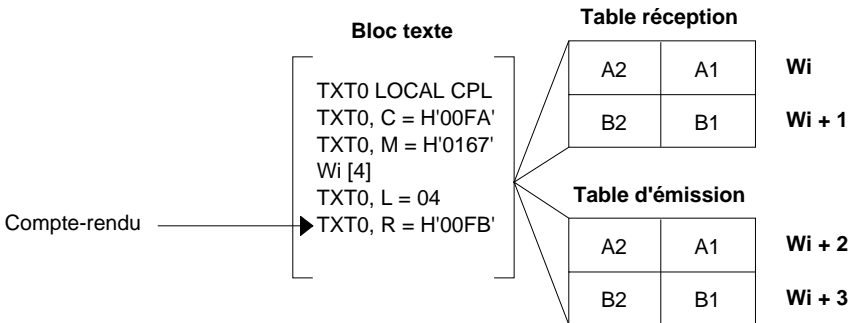 Bloc texte
TXT0 LOCAL CPL
TXT0, C = H'00FA'
TXT0, M = H'0167'
Wi [4]
TXT0, L = 04
TXT0, R = H'00FB'
Compte-rendu
Table réception
A2 A1 Wi
B2 B1 Wi + 1
Table d'émission
A2 A1 Wi + 2
B2 B1 Wi + 3